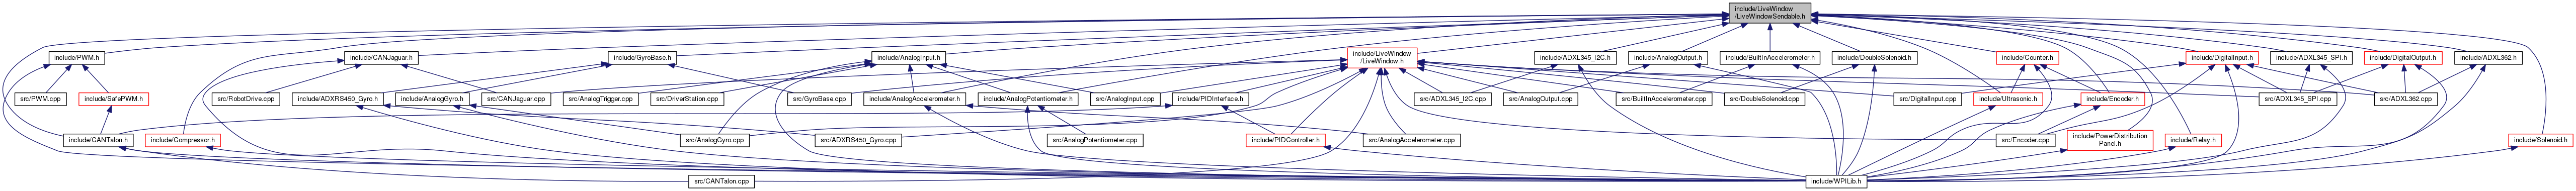 include/LiveWindow
/LiveWindowSendable.h
include/PWM.h
include/CANJaguar.h
include/GyroBase.h
include/AnalogInput.h
include/LiveWindow
/LiveWindow.h
include/ADXL345_I2C.h
include/AnalogOutput.h
include/BuiltInAccelerometer.h
include/DoubleSolenoid.h
include/Counter.h
include/DigitalInput.h
include/ADXL345_SPI.h
include/DigitalOutput.h
include/ADXL362.h
src/PWM.cpp
include/SafePWM.h
src/RobotDrive.cpp
include/ADXRS450_Gyro.h
include/AnalogGyro.h
src/CANJaguar.cpp
src/AnalogTrigger.cpp
src/DriverStation.cpp
src/GyroBase.cpp
include/AnalogAccelerometer.h
include/AnalogPotentiometer.h
src/AnalogInput.cpp
include/PIDInterface.h
src/ADXL345_I2C.cpp
src/AnalogOutput.cpp
src/BuiltInAccelerometer.cpp
src/DoubleSolenoid.cpp
src/DigitalInput.cpp
include/Ultrasonic.h
include/Encoder.h
src/ADXL345_SPI.cpp
src/ADXL362.cpp
include/CANTalon.h
include/Compressor.h
src/AnalogGyro.cpp
src/ADXRS450_Gyro.cpp
src/AnalogPotentiometer.cpp
include/PIDController.h
src/AnalogAccelerometer.cpp
src/Encoder.cpp
include/PowerDistribution
Panel.h
include/Relay.h
include/Solenoid.h
src/CANTalon.cpp
include/WPILib.h